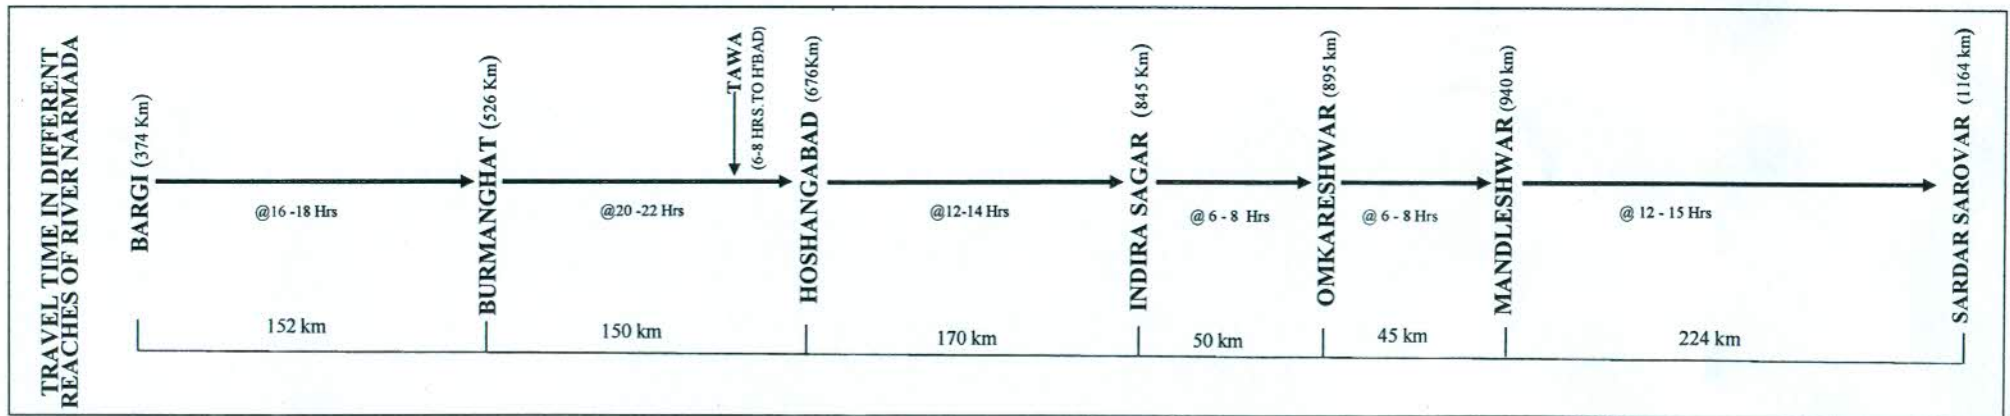 TRAVEL TIME IN DIFFERENT
REACHES OF RIVER NARMADA
BARGI (374 Km)
@16 -18 Hrs
152 km
BURMANGHAT (526 Km)
@20 -22 Hrs
150 km
TAWA
(6-8 HRS.TO H'BAD)
HOSHANGABAD (676Km)
@12-14 Hrs
170 km
INDIRA SAGAR (845 Km)
@ 6 - 8 Hrs
50 km
OMKARESHWAR (895 km)
@ 6 - 8 Hrs
45 km
MANDLESHWAR (940 km)
@ 12 - 15 Hrs
224 km
SARDAR SAROVAR (1164 km)